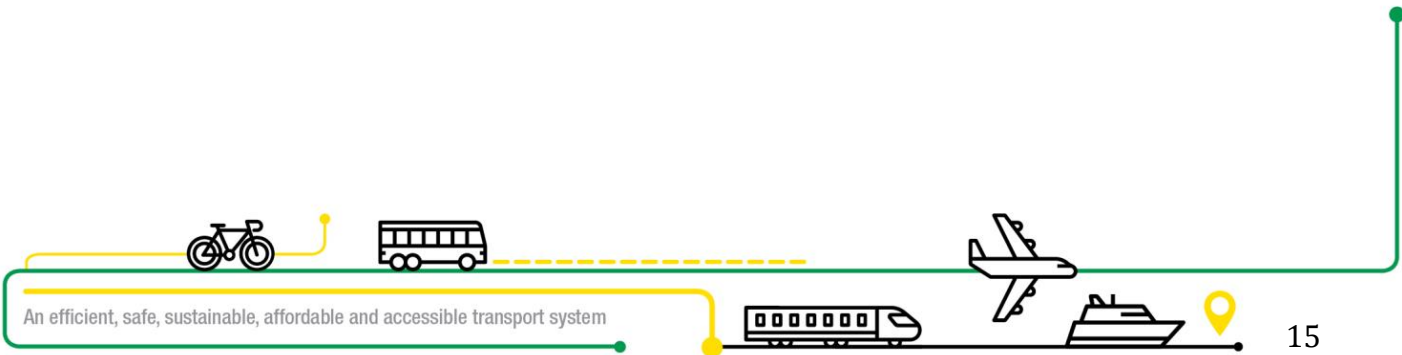 An efficient, safe, sustainable, affordable and accessible transport system
15